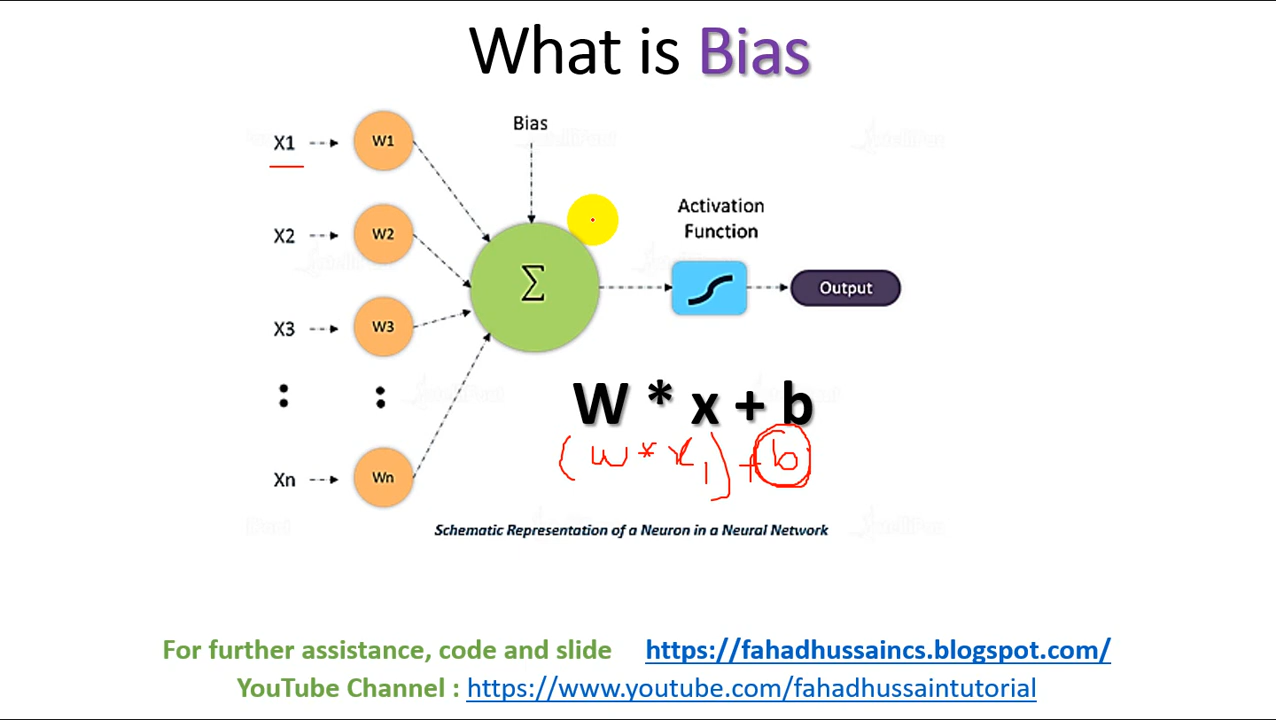 What is Bias
Bias
X1 W1
X2 W2
X3 W3
: :
Xn Wn
Σ
Activation
Function
Output
W * x + b
(w * x1) + b
Schematic Representation of a Neuron in a Neural Network
For further assistance, code and slide https://fahadhussaincs.blogspot.com/
YouTube Channel : https://www.youtube.com/fahadhussaintutorial